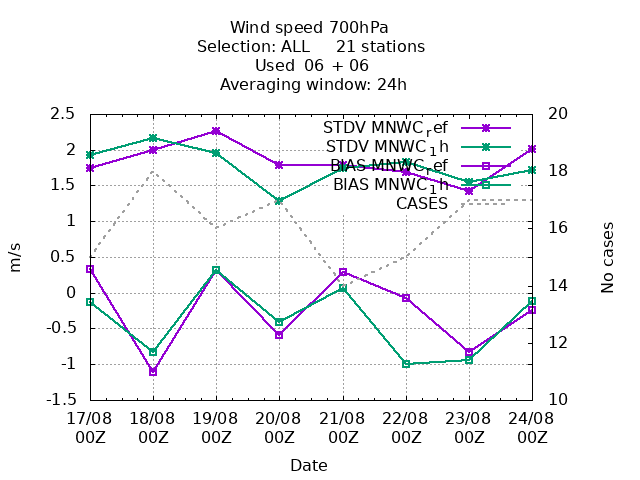 Wind speed 700hPa
Selection: ALL 21 stations
Used 06 + 06
Averaging window: 24h
2.5
2
1.5
1
0.5
0
-0.5
-1
-1.5
m/s
STDV MNWC_ref
STDV MNWC_1h
BIAS MNWC_ref
BIAS MNWC_1h
CASES
20
18
16
14
12
10
No cases
17/08 18/08 19/08 20/08 21/08 22/08 23/08 24/08
00Z 00Z 00Z 00Z 00Z 00Z 00Z 00Z
Date